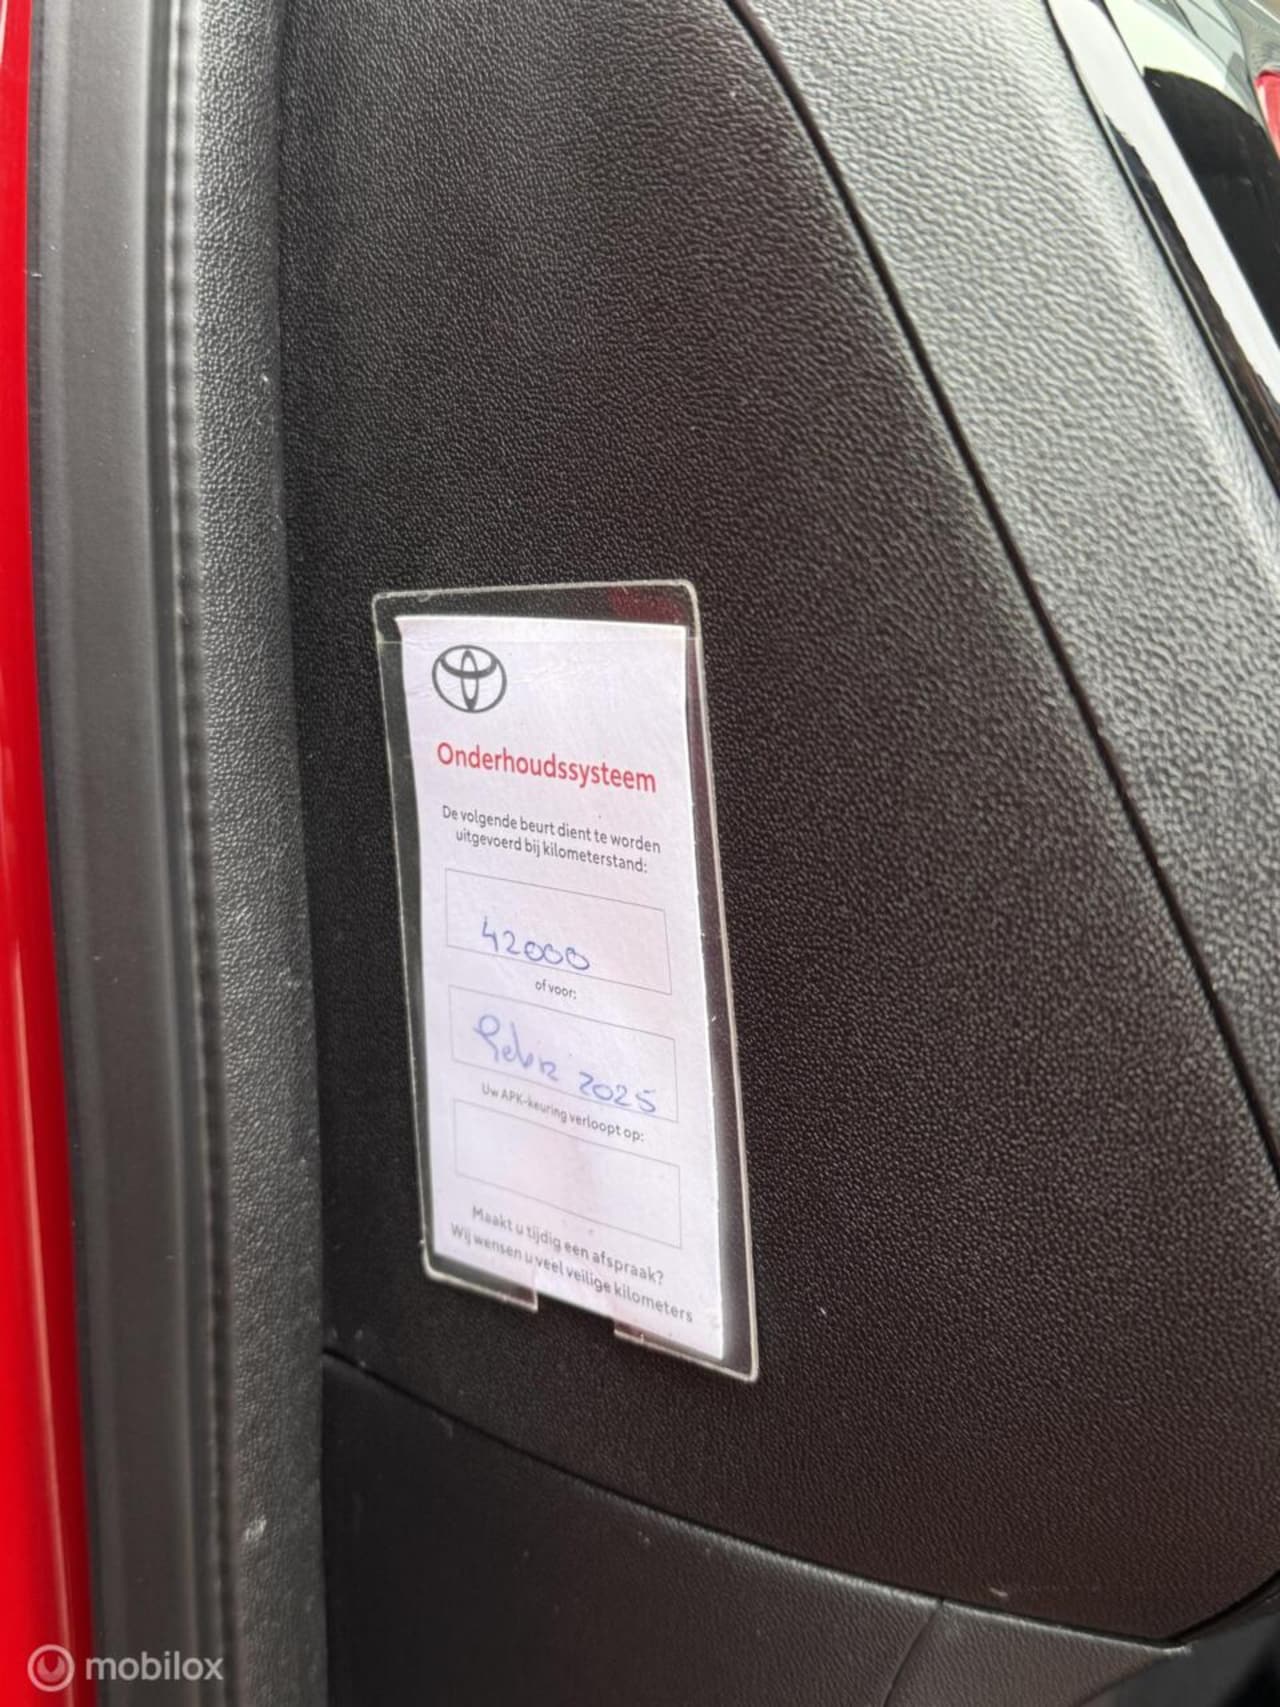 Onderhoudssysteem
De volgende beurt dient te worden
uitgevoerd bij kilometerstand:
42000
of voor:
Febr 2025
Uw APK-keuring verloopt op:
Maakt u tijdig een afspraak?
Wij wensen u veel veilige kilometers
mobilox